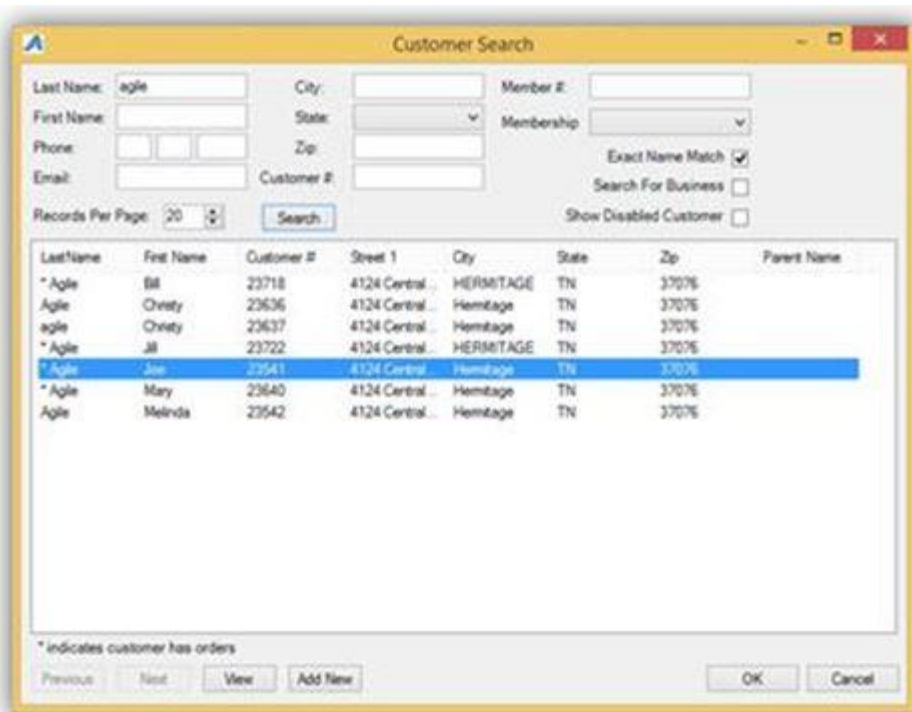 Customer Search
Last Name: agile City: Member #:
First Name: State: Membership
Phone: Zip: Exact Name Match
Email: Customer # Search For Business
Records Per Page: 20 Search Show Disabled Customer
LastName First Name Customer # Street 1 City State Zip Parent Name
* Agile Bill 23718 4124 Central... HERMITAGE TN 37076
Agile Christy 23636 4124 Central... Hermitage TN 37076
agile Christy 23637 4124 Central... Hermitage TN 37076
* Agile Jill 23722 4124 Central... HERMITAGE TN 37076
* Agile Joe 23541 4124 Central... Hermitage TN 37076
* Agile Mary 23640 4124 Central... Hermitage TN 37076
Agile Melinda 23542 4124 Central... Hermitage TN 37076
* indicates customer has orders
Previous Next View Add New OK Cancel